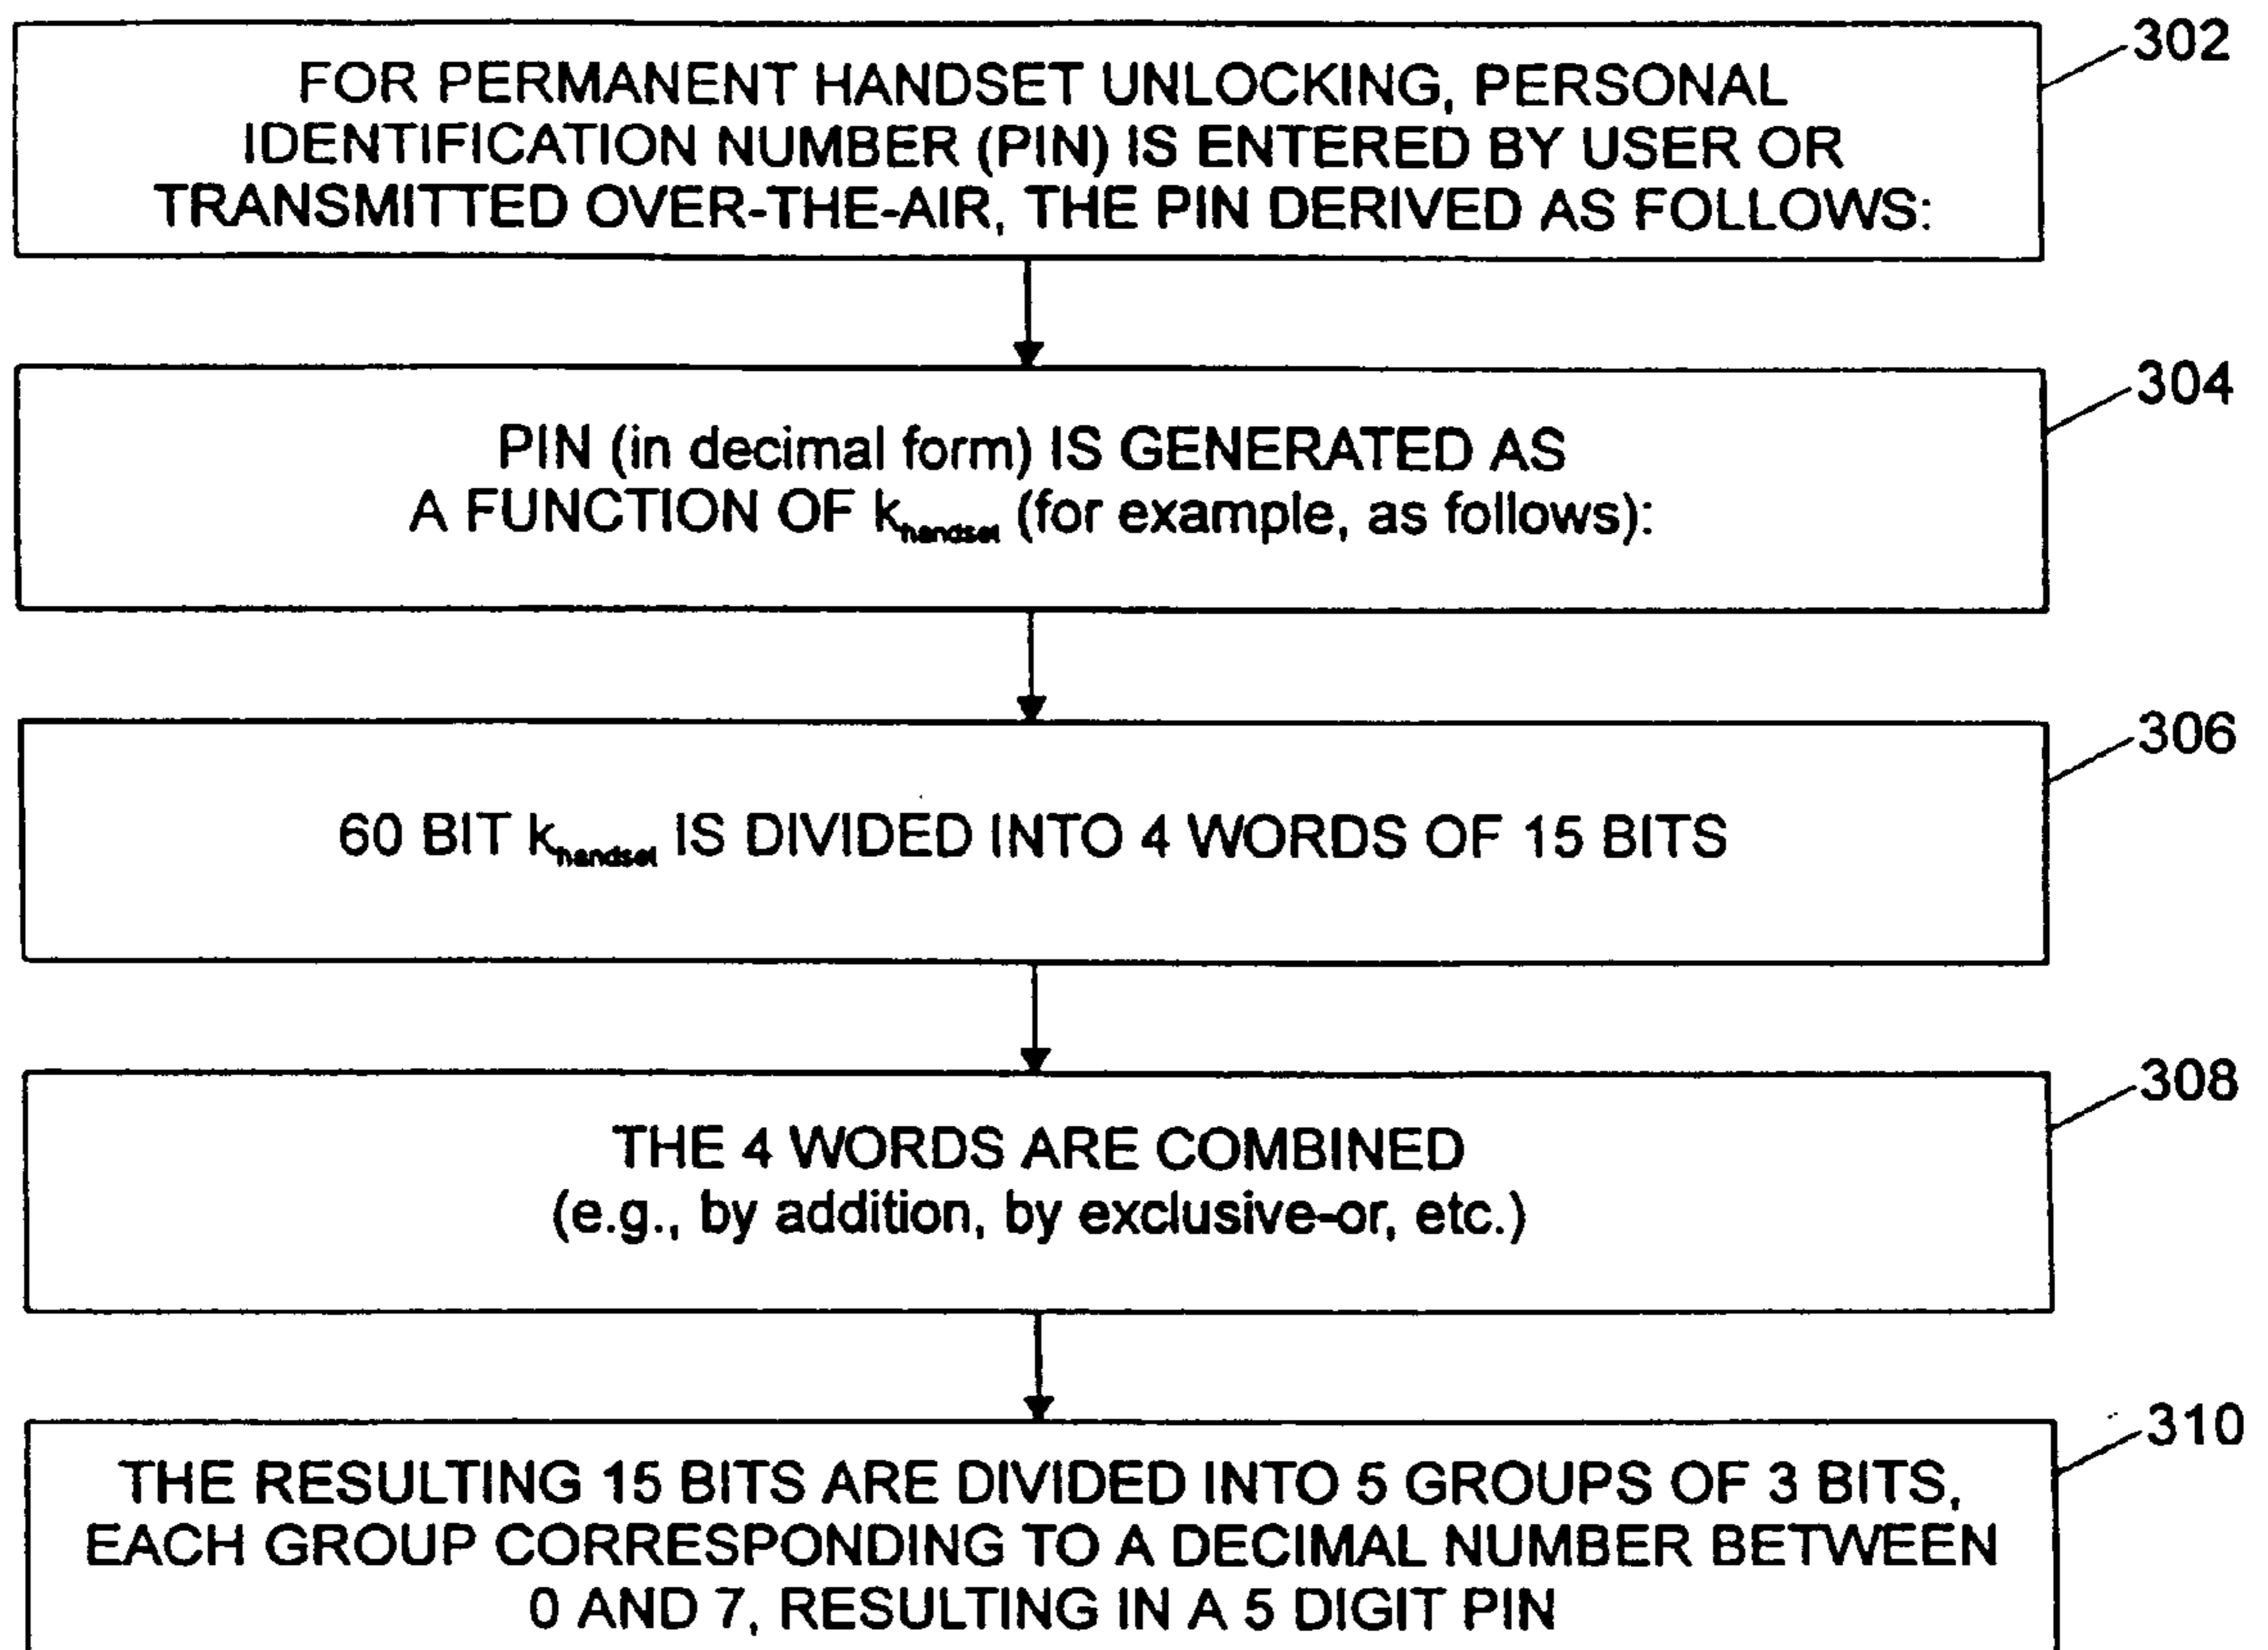 302
FOR PERMANENT HANDSET UNLOCKING, PERSONAL
IDENTIFICATION NUMBER (PIN) IS ENTERED BY USER OR
TRANSMITTED OVER-THE-AIR, THE PIN DERIVED AS FOLLOWS:
304
PIN (in decimal form) IS GENERATED AS
A FUNCTION OF k_handset (for example, as follows):
306
60 BIT k_handset IS DIVIDED INTO 4 WORDS OF 15 BITS
308
THE 4 WORDS ARE COMBINED
(e.g., by addition, by exclusive-or, etc.)
310
THE RESULTING 15 BITS ARE DIVIDED INTO 5 GROUPS OF 3 BITS,
EACH GROUP CORRESPONDING TO A DECIMAL NUMBER BETWEEN
0 AND 7, RESULTING IN A 5 DIGIT PIN